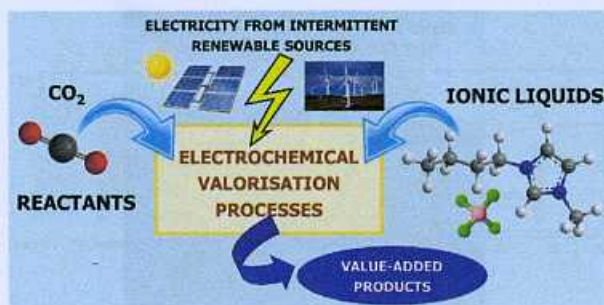 ELECTRICITY FROM INTERMITTENT
RENEWABLE SOURCES
CO₂
IONIC LIQUIDS
ELECTROCHEMICAL
VALORISATION
PROCESSES
REACTANTS
VALUE-ADDED
PRODUCTS